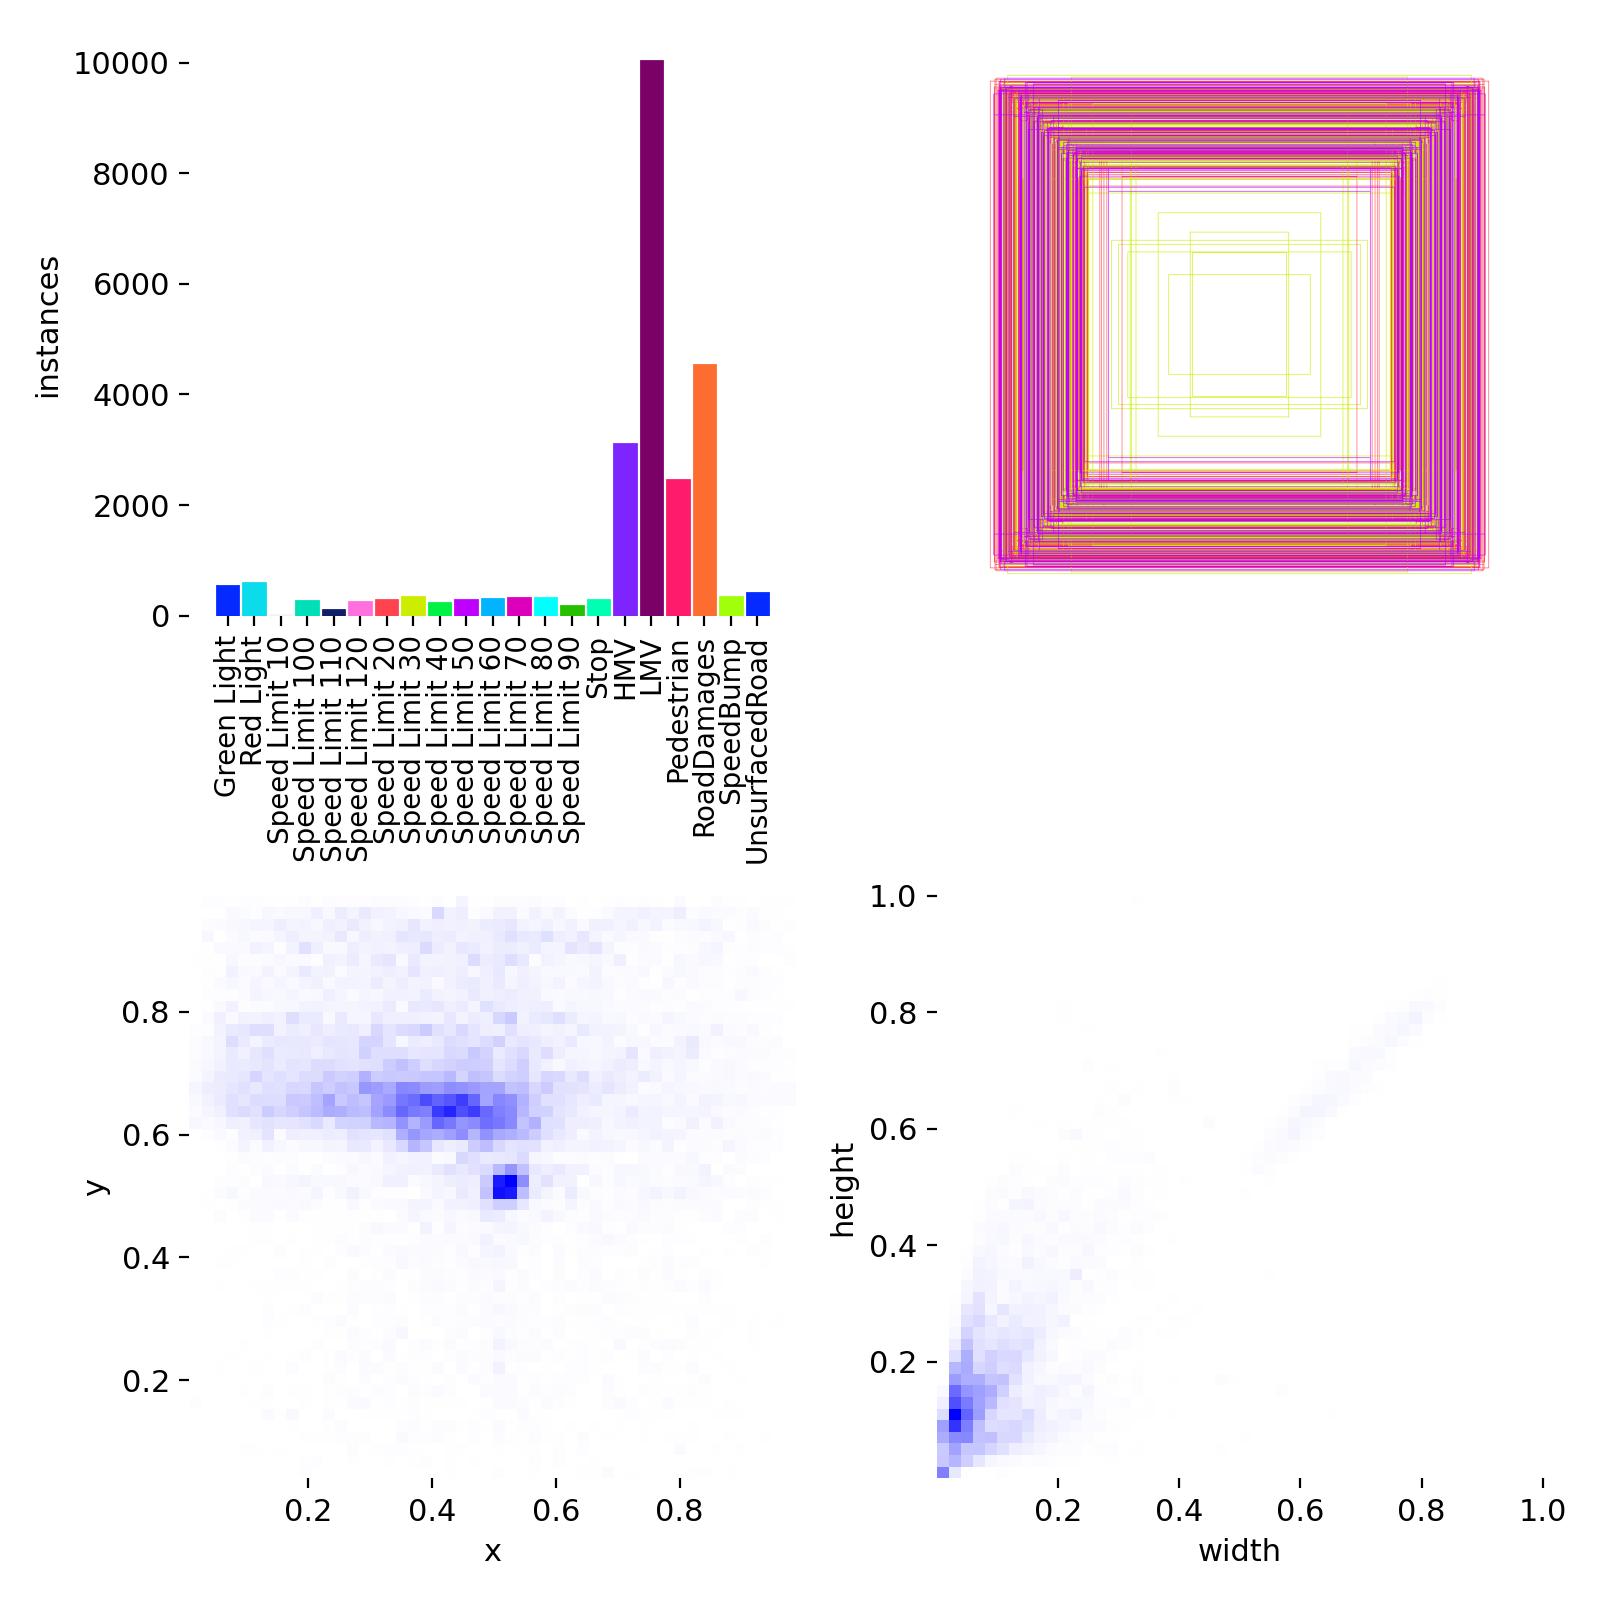 instances
10000
8000
6000
4000
2000
0
Green Light
Red Light
Speed Limit 10
Speed Limit 100
Speed Limit 110
Speed Limit 120
Speed Limit 20
Speed Limit 30
Speed Limit 40
Speed Limit 50
Speed Limit 60
Speed Limit 70
Speed Limit 80
Speed Limit 90
Stop
HMV
LMV
Pedestrian
RoadDamages
SpeedBump
UnsurfacedRoad
y
0.8
0.6
0.4
0.2
0.2 0.4 0.6 0.8
x
height
1.0
0.8
0.6
0.4
0.2
0.2 0.4 0.6 0.8 1.0
width